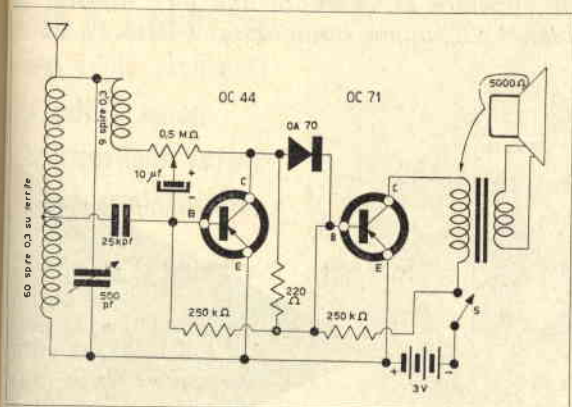 OC 44
OC 71
6 spire 0,3
0,5 MΩ
OA 70
5000Ω
10 µf
+
-
C
B
E
C
B
E
60 spire 0,3 su ferrite
25kpf
500
pf
220
Ω
250 kΩ
250 kΩ
S
+
-
3V